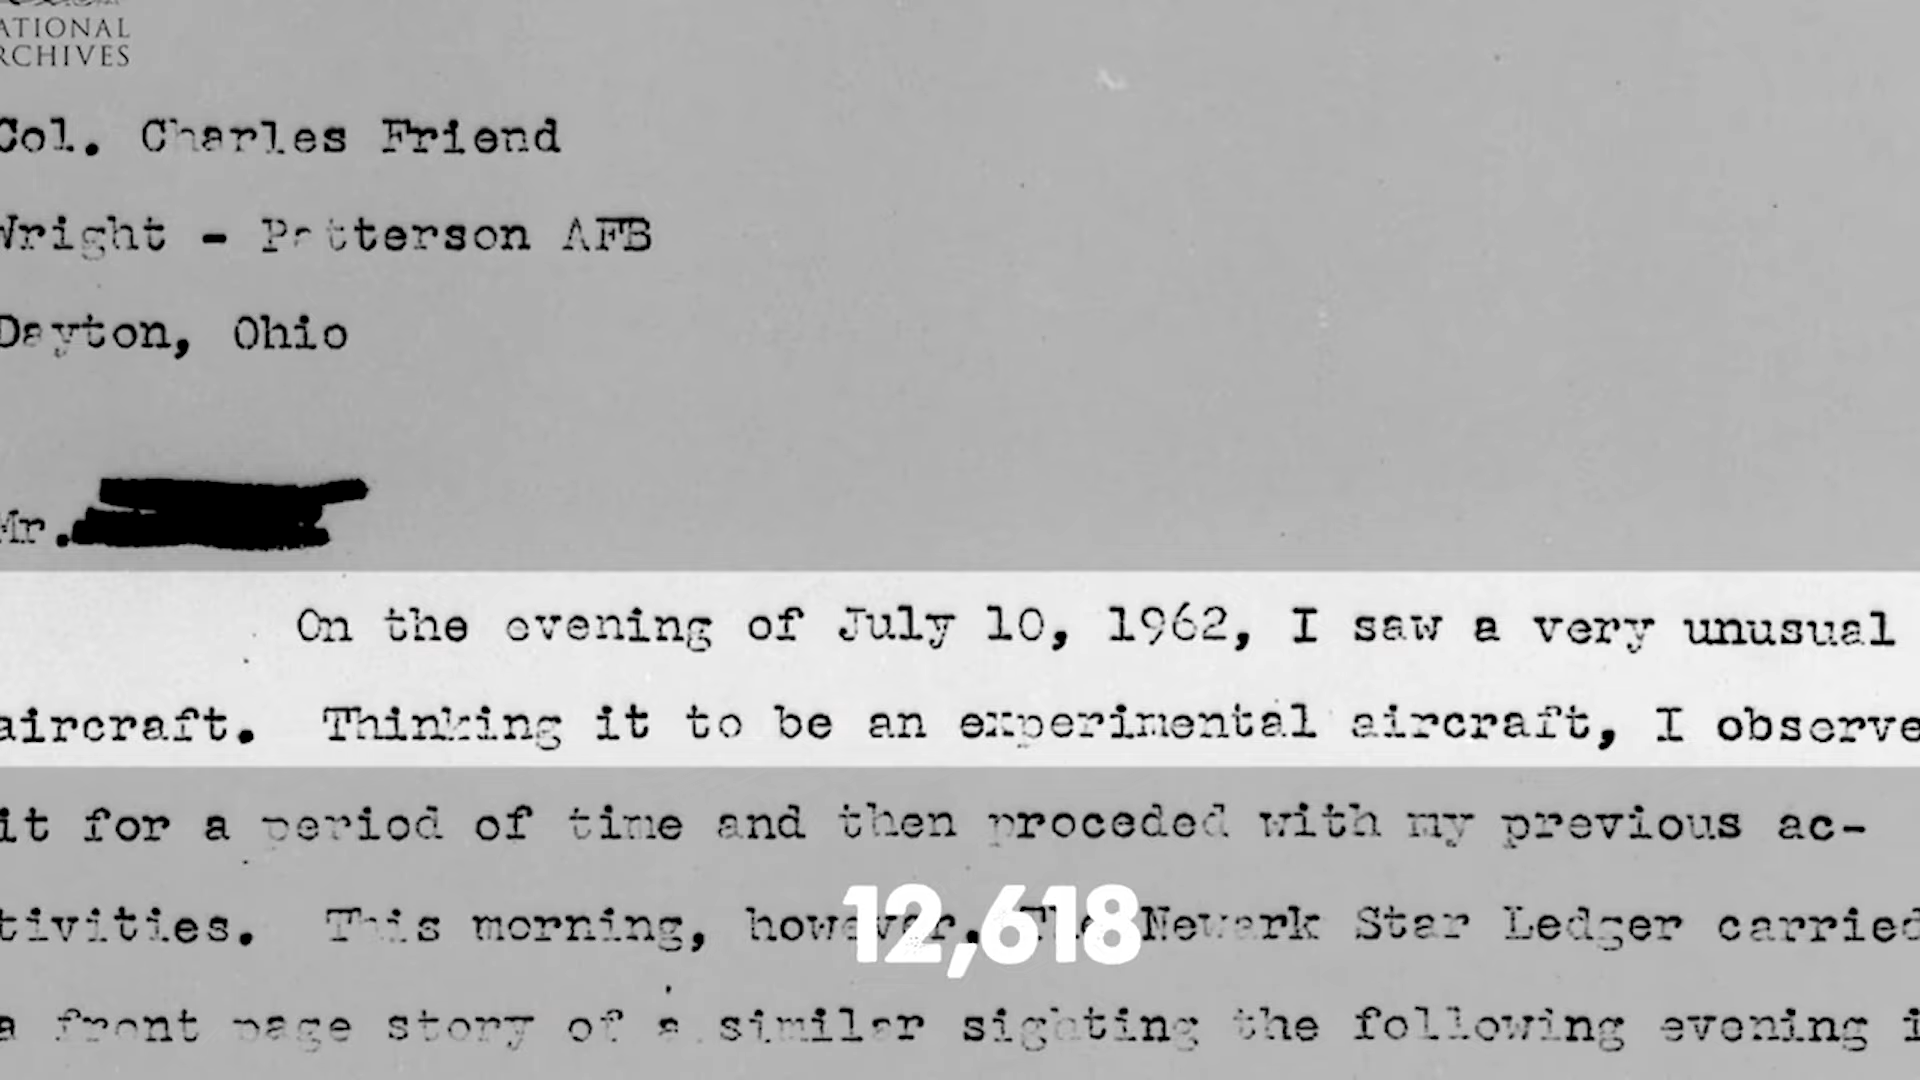 ATIONAL
RCHIVES
Col. Charles Friend
Wright - Patterson AFB
Dayton, Ohio
Mr.
On the evening of July 10, 1962, I saw a very unusual
aircraft. Thinking it to be an experimental aircraft, I observe
it for a period of time and then proceded with my previous ac-
tivities. This morning, however, The Newark Star Ledger carried
12,618
a front page story of a similar sighting the following evening i